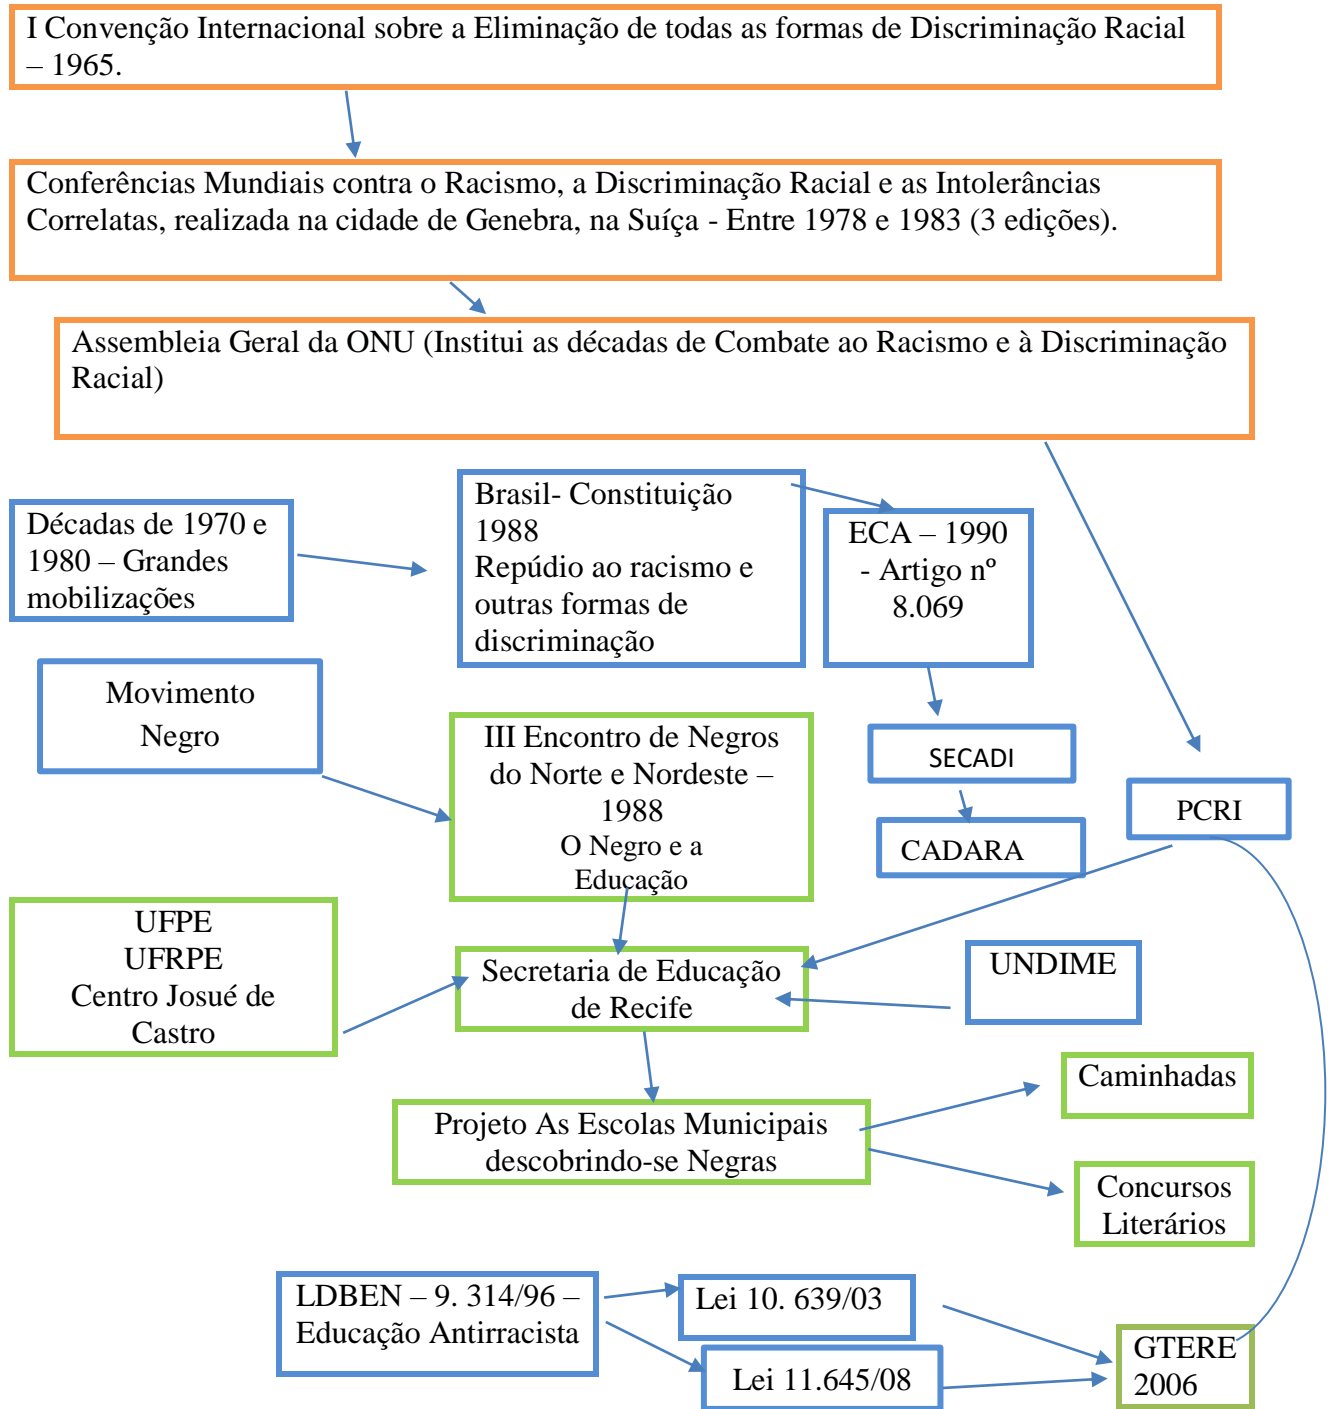 I Convenção Internacional sobre a Eliminação de todas as formas de Discriminação Racial
– 1965.
Conferências Mundiais contra o Racismo, a Discriminação Racial e as Intolerâncias
Correlatas, realizada na cidade de Genebra, na Suíça - Entre 1978 e 1983 (3 edições).
Assembleia Geral da ONU (Institui as décadas de Combate ao Racismo e à Discriminação
Racial)
Décadas de 1970 e
1980 – Grandes
mobilizações
Brasil- Constituição
1988
Repúdio ao racismo e
outras formas de
discriminação
ECA – 1990
- Artigo nº
8.069
Movimento
Negro
III Encontro de Negros
do Norte e Nordeste –
1988
O Negro e a
Educação
SECADI
CADARA
PCRI
UFPE
UFRPE
Centro Josué de
Castro
Secretaria de Educação
de Recife
UNDIME
Projeto As Escolas Municipais
descobrindo-se Negras
Caminhadas
Concursos
Literários
LDBEN – 9. 314/96 –
Educação Antirracista
Lei 10. 639/03
Lei 11.645/08
GTERE
2006